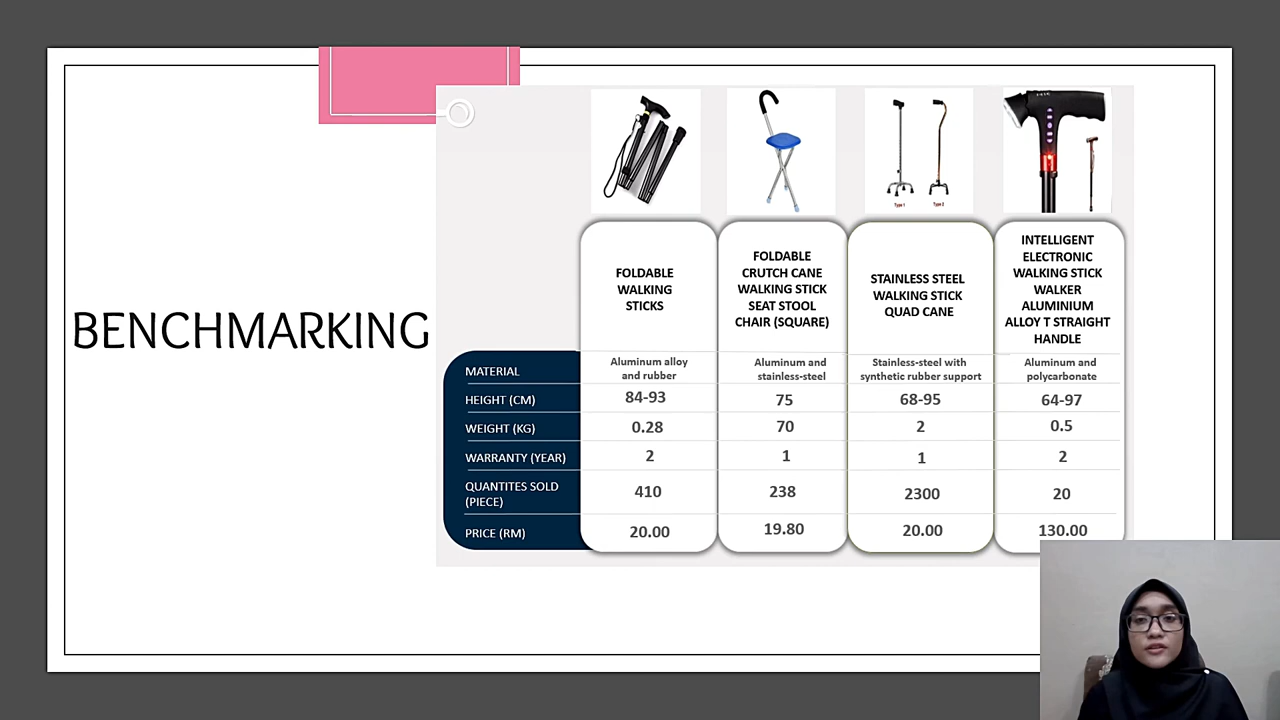 BENCHMARKING
Type 1
Type 2
FOLDABLE
WALKING
STICKS
FOLDABLE
CRUTCH CANE
WALKING STICK
SEAT STOOL
CHAIR (SQUARE)
STAINLESS STEEL
WALKING STICK
QUAD CANE
INTELLIGENT
ELECTRONIC
WALKING STICK
WALKER
ALUMINIUM
ALLOY T STRAIGHT
HANDLE
MATERIAL
Aluminum alloy
and rubber
Aluminum and
stainless-steel
Stainless-steel with
synthetic rubber support
Aluminum and
polycarbonate
HEIGHT (CM) 84-93 75 68-95 64-97
WEIGHT (KG) 0.28 70 2 0.5
WARRANTY (YEAR) 2 1 1 2
QUANTITES SOLD
(PIECE) 410 238 2300 20
PRICE (RM) 20.00 19.80 20.00 130.00